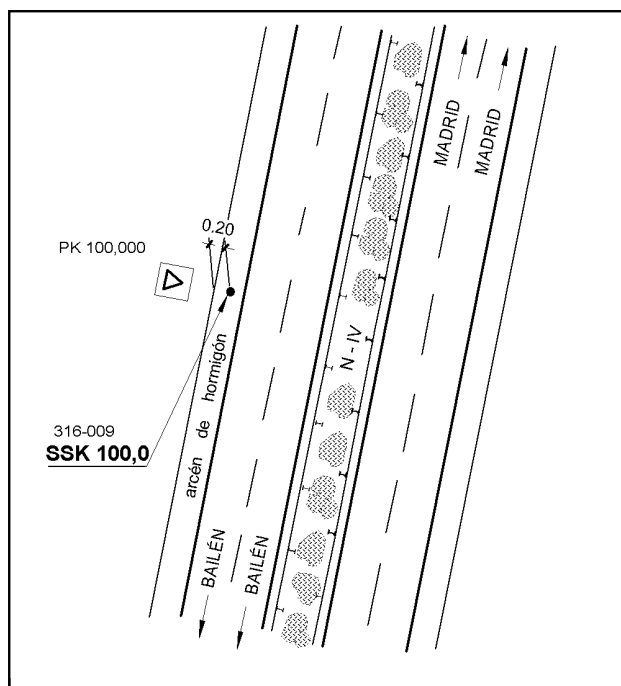 MADRID
MADRID
0.20
PK 100,000
N - IV
arcén de hormigón
316-009
SSK 100,0
BAILÉN
BAILÉN